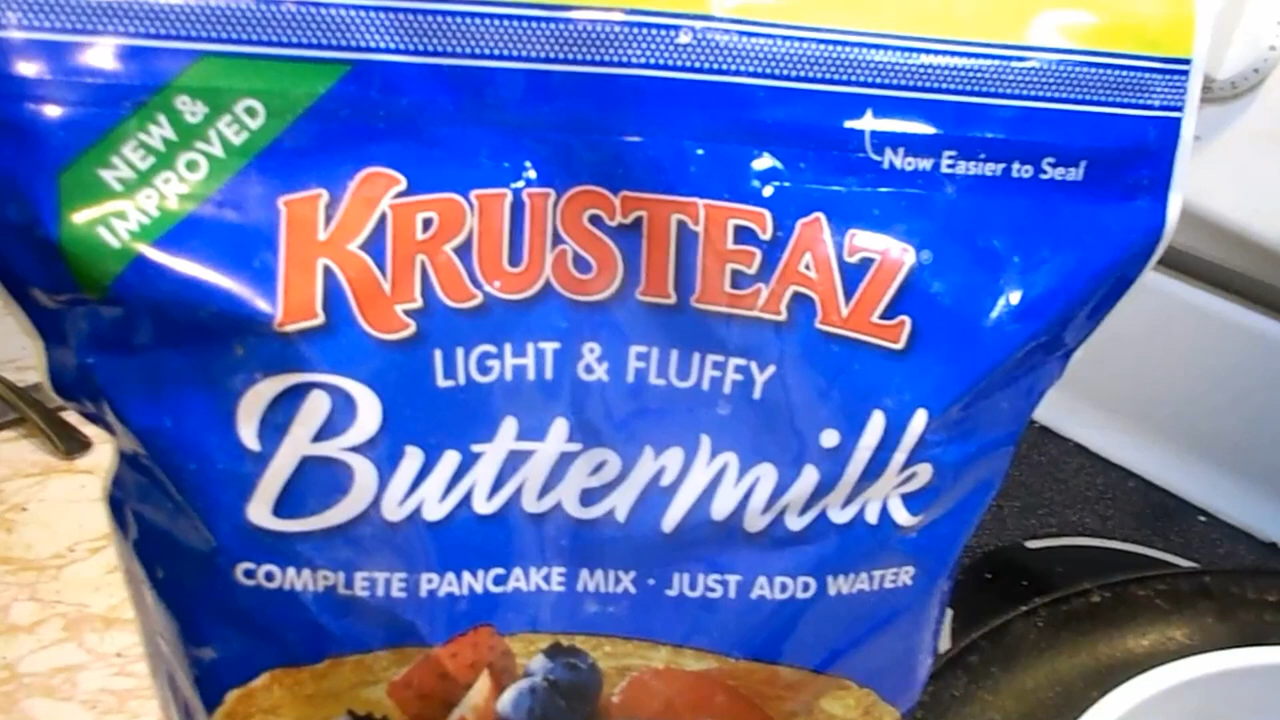 NEW &
IMPROVED
Now Easier to Seal
KRUSTEAZ
LIGHT & FLUFFY
Buttermilk
COMPLETE PANCAKE MIX · JUST ADD WATER